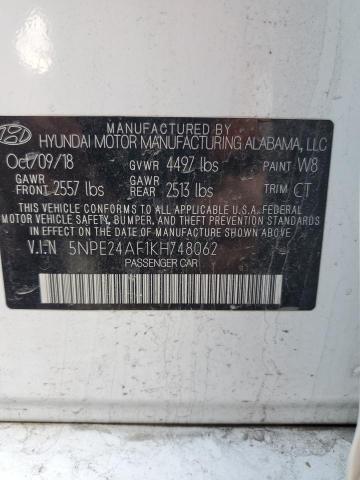 MANUFACTURED BY
HYUNDAI MOTOR MANUFACTURING ALABAMA, LLC
Oct/09/18 GVWR 4497 lbs PAINT W8
GAWR FRONT 2557 lbs GAWR REAR 2513 lbs TRIM CT
THIS VEHICLE CONFORMS TO ALL APPLICABLE U.S.A. FEDERAL
MOTOR VEHICLE SAFETY, BUMPER, AND THEFT PREVENTION STANDARDS
IN EFFECT ON THE DATE OF MANUFACTURE SHOWN ABOVE.
V.I.N 5NPE24AF1KH748062
PASSENGER CAR